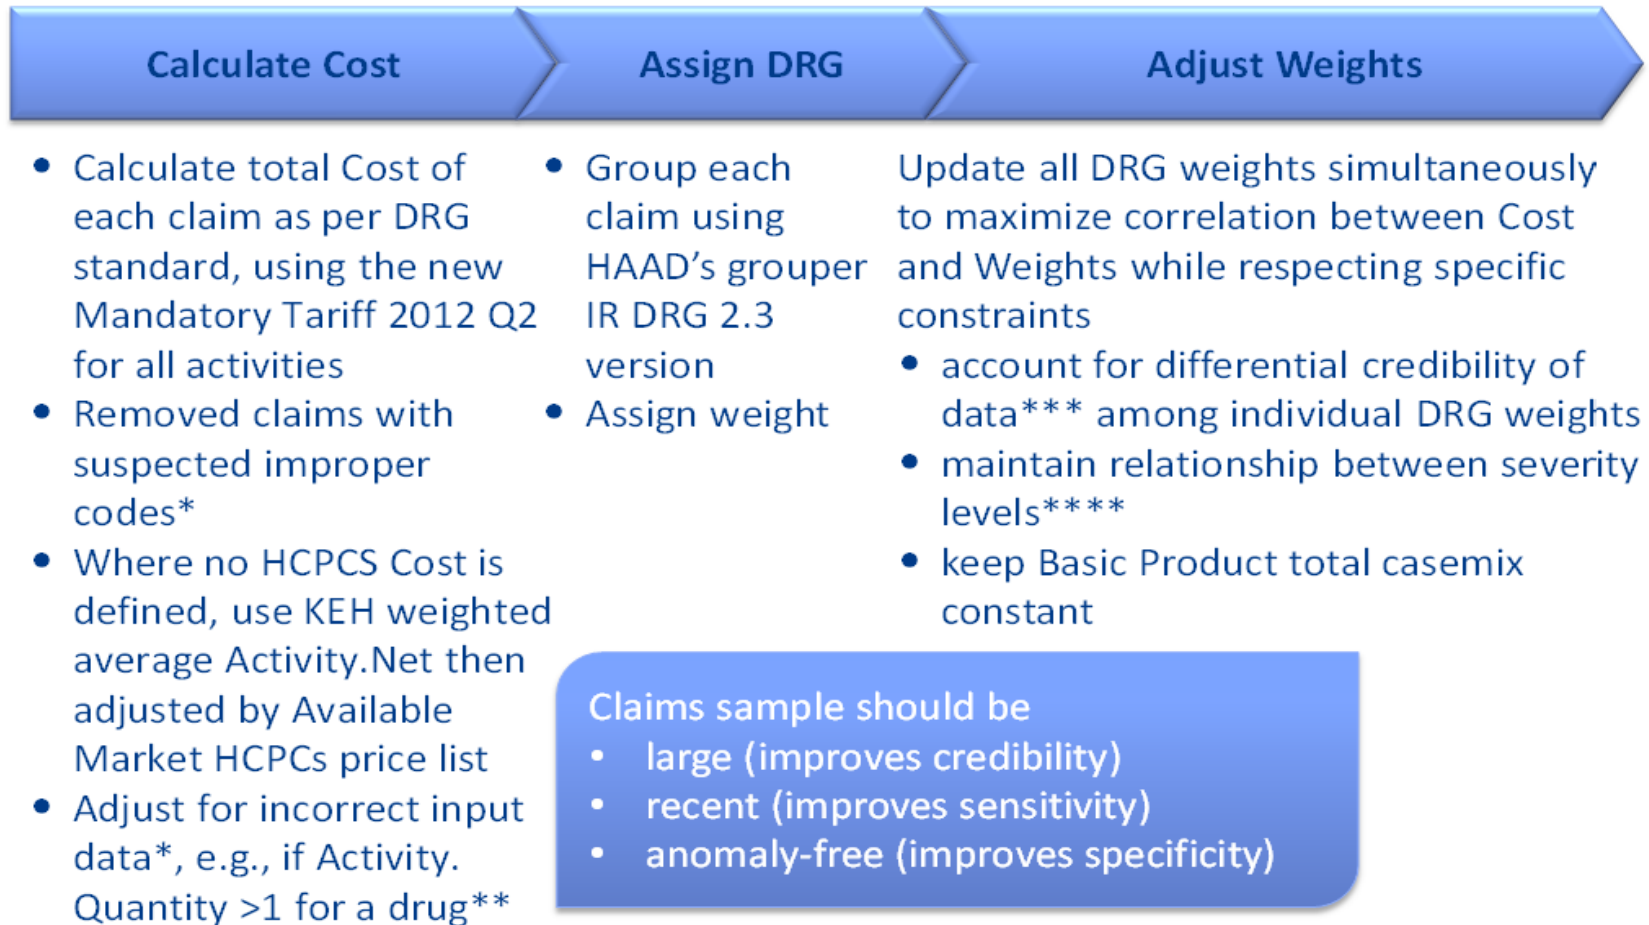 Calculate Cost
Assign DRG
Adjust Weights
• Calculate total Cost of
each claim as per DRG
standard, using the new
Mandatory Tariff 2012 Q2
for all activities
• Removed claims with
suspected improper
codes*
• Where no HCPCS Cost is
defined, use KEH weighted
average Activity.Net then
adjusted by Available
Market HCPCs price list
• Adjust for incorrect input
data*, e.g., if Activity.
Quantity >1 for a drug**
• Group each
claim using
HAAD’s grouper
IR DRG 2.3
version
• Assign weight
Update all DRG weights simultaneously
to maximize correlation between Cost
and Weights while respecting specific
constraints
• account for differential credibility of
data*** among individual DRG weights
• maintain relationship between severity
levels****
• keep Basic Product total casemix
constant
Claims sample should be
• large (improves credibility)
• recent (improves sensitivity)
• anomaly-free (improves specificity)